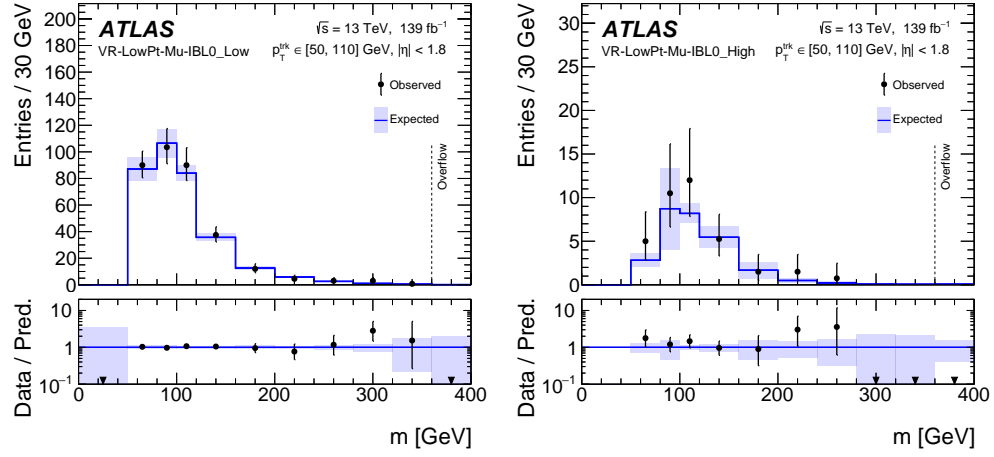 ATLAS
√s = 13 TeV, 139 fb⁻¹
VR-LowPt-Mu-IBL0_Low
p_T^trk ∈ [50, 110] GeV, |η| < 1.8
Observed
Expected
Overflow
Entries / 30 GeV
200
180
160
140
120
100
80
60
40
20
0
Data / Pred.
10
1
10⁻¹
0 100 200 300 400
m [GeV]
ATLAS
√s = 13 TeV, 139 fb⁻¹
VR-LowPt-Mu-IBL0_High
p_T^trk ∈ [50, 110] GeV, |η| < 1.8
Observed
Expected
Overflow
Entries / 30 GeV
30
25
20
15
10
5
0
Data / Pred.
10
1
10⁻¹
0 100 200 300 400
m [GeV]